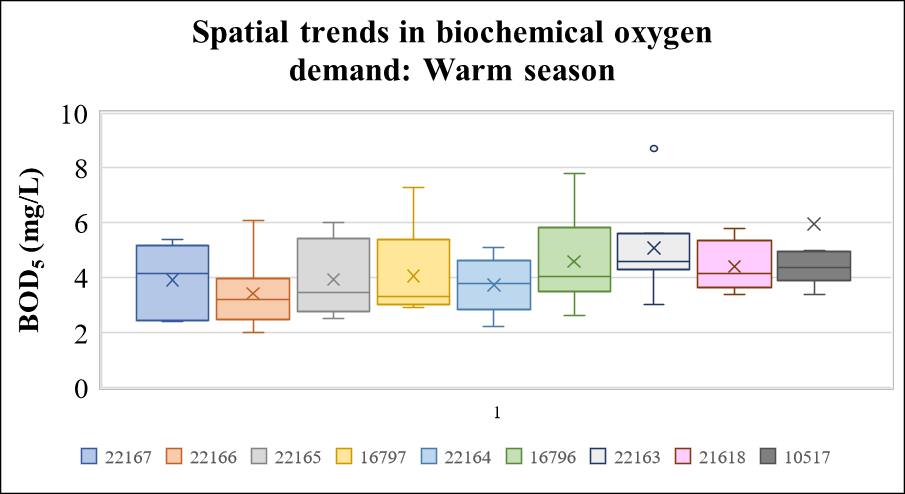 Spatial trends in biochemical oxygen
demand: Warm season
10
8
6
4
2
0
BOD₅ (mg/L)
1
22167 22166 22165 16797 22164 16796 22163 21618 10517